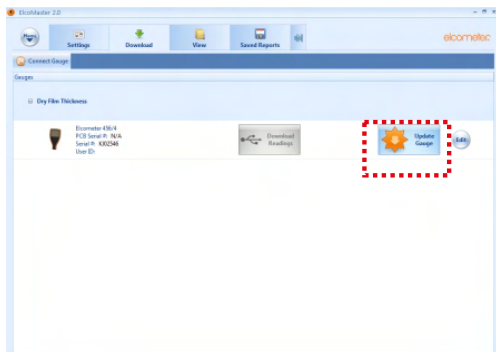 ElcoMaster 2.0
Menu
Settings
Download
View
Saved Reports
elcometer
Connect Gauge
Gauges
Dry Film Thickness
Elcometer 456/4
PCB Serial #: N/A
Serial #: KJ02546
User ID:
Download
Readings
Update
Gauge
Edit